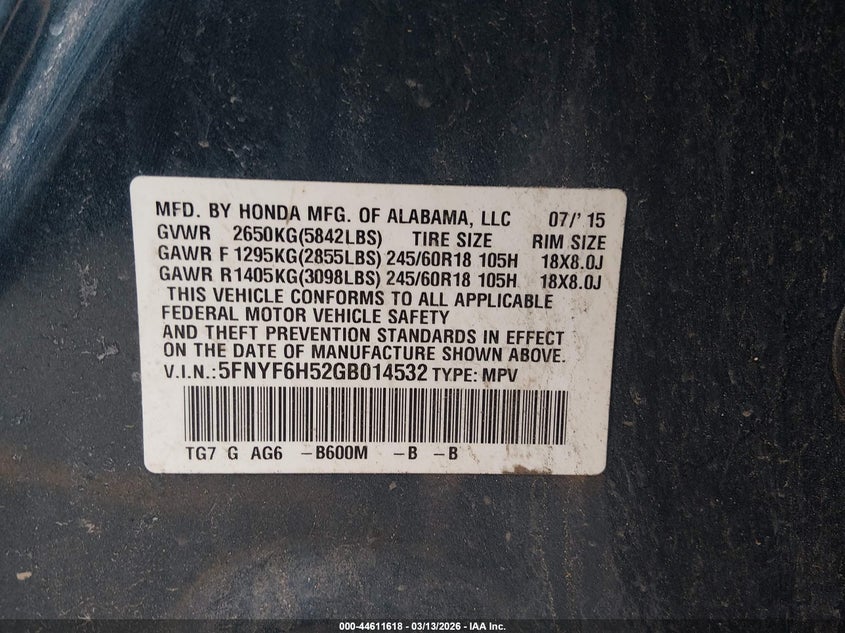 MFD. BY HONDA MFG. OF ALABAMA, LLC 07/' 15
GVWR 2650KG(5842LBS) TIRE SIZE RIM SIZE
GAWR F 1295KG(2855LBS) 245/60R18 105H 18X8.0J
GAWR R1405KG(3098LBS) 245/60R18 105H 18X8.0J
THIS VEHICLE CONFORMS TO ALL APPLICABLE
FEDERAL MOTOR VEHICLE SAFETY
AND THEFT PREVENTION STANDARDS IN EFFECT
ON THE DATE OF MANUFACTURE SHOWN ABOVE.
V.I.N.:5FNYF6H52GB014532 TYPE: MPV
TG7 G AG6 -B600M -B -B
000-44611618 - 03/13/2026 - IAA Inc.